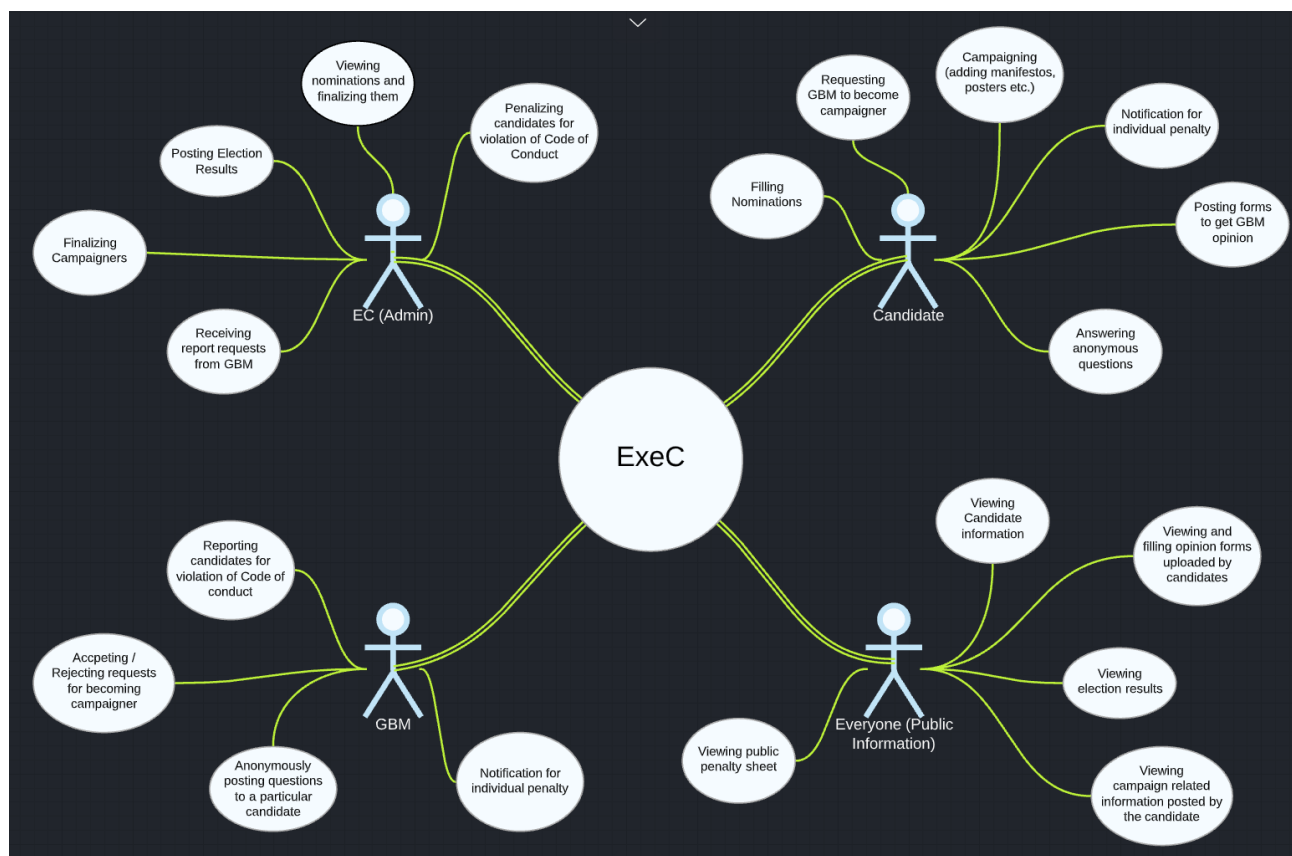 Viewing
nominations and
finalizing them
Penalizing
candidates for
violation of Code of
Conduct
Posting Election
Results
Finalizing
Campaigners
Receiving
report requests
from GBM
EC (Admin)
Campaigning
(adding manifestos,
posters etc.)
Requesting
GBM to become
campaigner
Notification for
individual penalty
Filling
Nominations
Posting forms
to get GBM
opinion
Answering
anonymous
questions
Candidate
ExeC
Reporting
candidates for
violation of Code of
conduct
Accpeting /
Rejecting requests
for becoming
campaigner
Anonymously
posting questions
to a particular
candidate
Notification for
individual penalty
GBM
Viewing
Candidate
information
Viewing and
filling opinion forms
uploaded by
candidates
Viewing
election results
Everyone (Public
Information)
Viewing public
penalty sheet
Viewing
campaign related
information posted by
the candidate